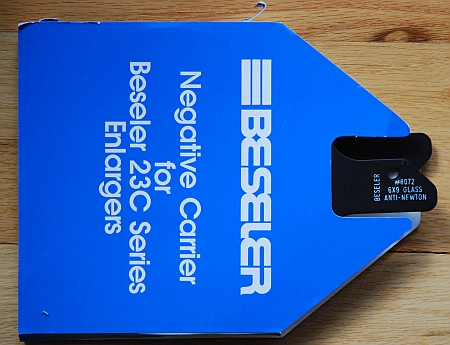 BESELER
Negative Carrier
for
Beseler 23C Series
Enlargers
BESELER
#8072
6X9 GLASS
ANTI-NEWTON